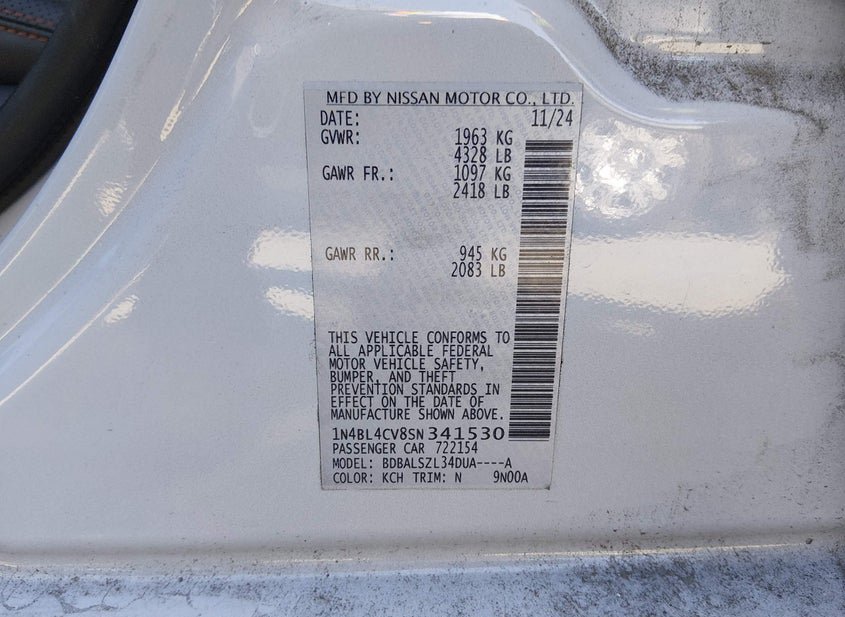 MFD BY NISSAN MOTOR CO., LTD.
DATE: 11/24
GVWR: 1963 KG
4328 LB
GAWR FR.: 1097 KG
2418 LB
GAWR RR.: 945 KG
2083 LB
THIS VEHICLE CONFORMS TO
ALL APPLICABLE FEDERAL
MOTOR VEHICLE SAFETY,
BUMPER, AND THEFT
PREVENTION STANDARDS IN
EFFECT ON THE DATE OF
MANUFACTURE SHOWN ABOVE.
1N4BL4CV8SN341530
PASSENGER CAR 722154
MODEL: BDBALSZL34DUA----A
COLOR: KCH TRIM: N 9N00A